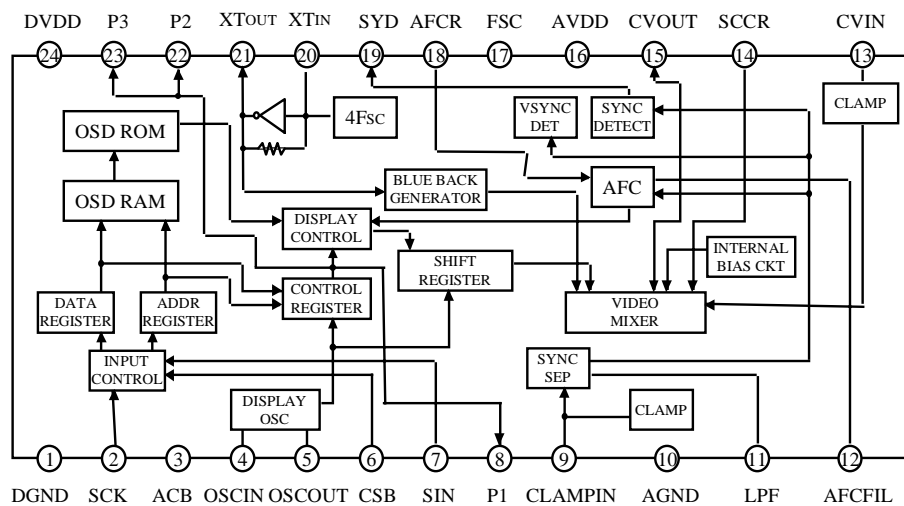 DVDD P3 P2 XTOUT XTIN SYD AFCR FSC AVDD CVOUT SCCR CVIN
24 23 22 21 20 19 18 17 16 15 14 13
OSD ROM
4FSC
VSYNC
DET
SYNC
DETECT
CLAMP
OSD RAM
BLUE BACK
GENERATOR
AFC
DISPLAY
CONTROL
SHIFT
REGISTER
INTERNAL
BIAS CKT
DATA
REGISTER
ADDR
REGISTER
CONTROL
REGISTER
VIDEO
MIXER
INPUT
CONTROL
SYNC
SEP
DISPLAY
OSC
CLAMP
1 2 3 4 5 6 7 8 9 10 11 12
DGND SCK ACB OSCIN OSCOUT CSB SIN P1 CLAMPIN AGND LPF AFCFIL